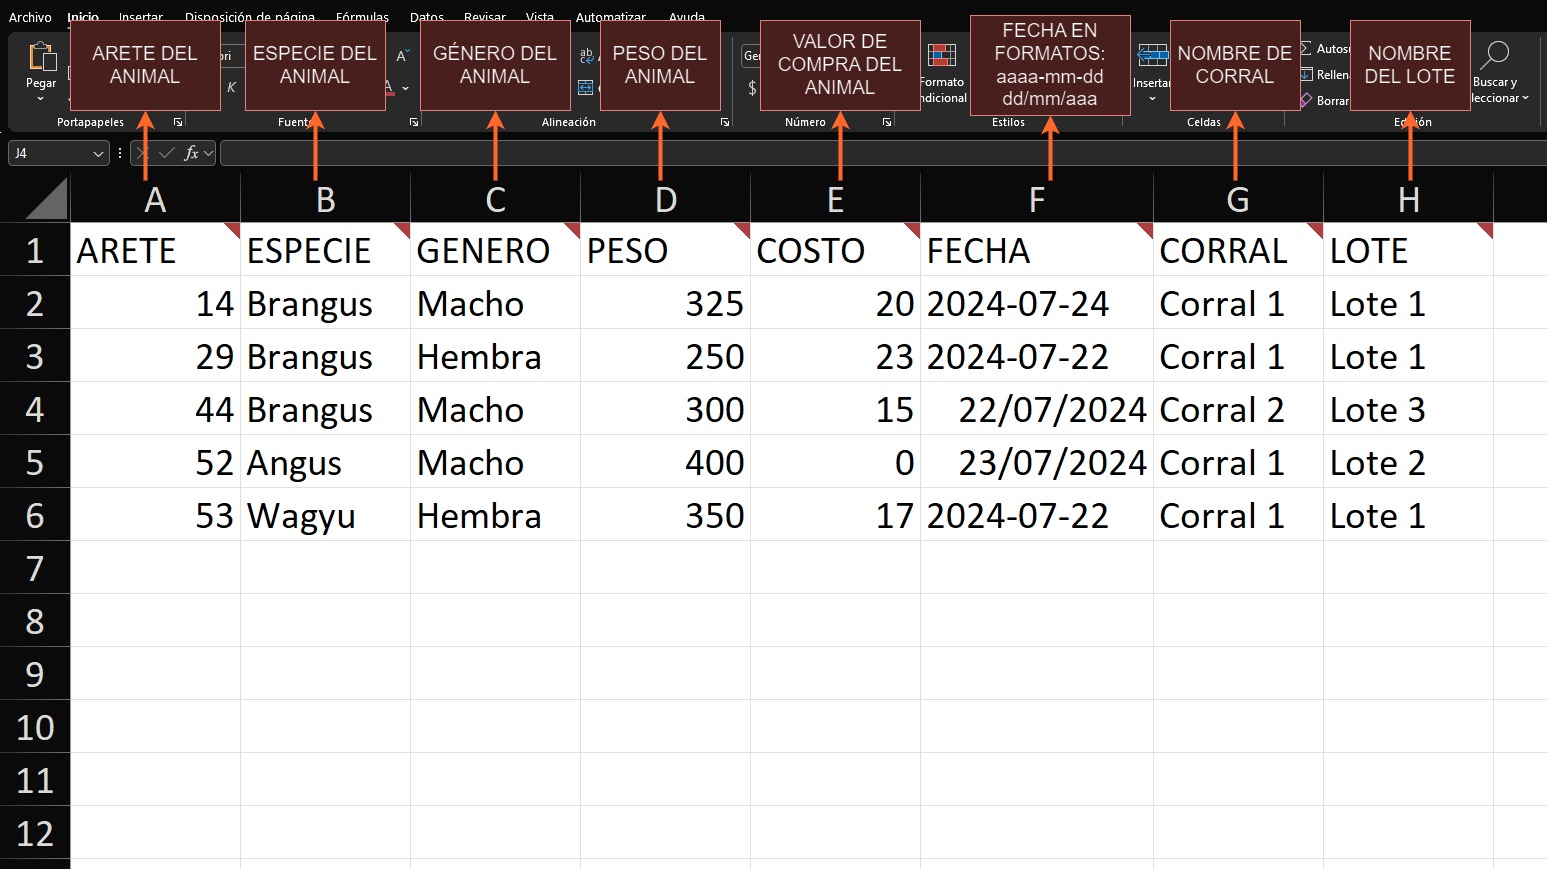 Archivo Inicio Insertar Disposición de página Fórmulas Datos Revisar Vista Automatizar Ayuda
ARETE DEL
ANIMAL
ESPECIE DEL
ANIMAL
GÉNERO DEL
ANIMAL
PESO DEL
ANIMAL
VALOR DE
COMPRA DEL
ANIMAL
FECHA EN
FORMATOS:
aaaa-mm-dd
dd/mm/aaa
NOMBRE DE
CORRAL
NOMBRE
DEL LOTE
Pegar
K
A
ab
$
Insertar
Borrar
Buscar y
Portapapeles Alineación Número Estilos Celdas Edición
J4 fx
A B C D E F G H
1 ARETE ESPECIE GENERO PESO COSTO FECHA CORRAL LOTE
2 14 Brangus Macho 325 20 2024-07-24 Corral 1 Lote 1
3 29 Brangus Hembra 250 23 2024-07-22 Corral 1 Lote 1
4 44 Brangus Macho 300 15 22/07/2024 Corral 2 Lote 3
5 52 Angus Macho 400 0 23/07/2024 Corral 1 Lote 2
6 53 Wagyu Hembra 350 17 2024-07-22 Corral 1 Lote 1
7
8
9
10
11
12